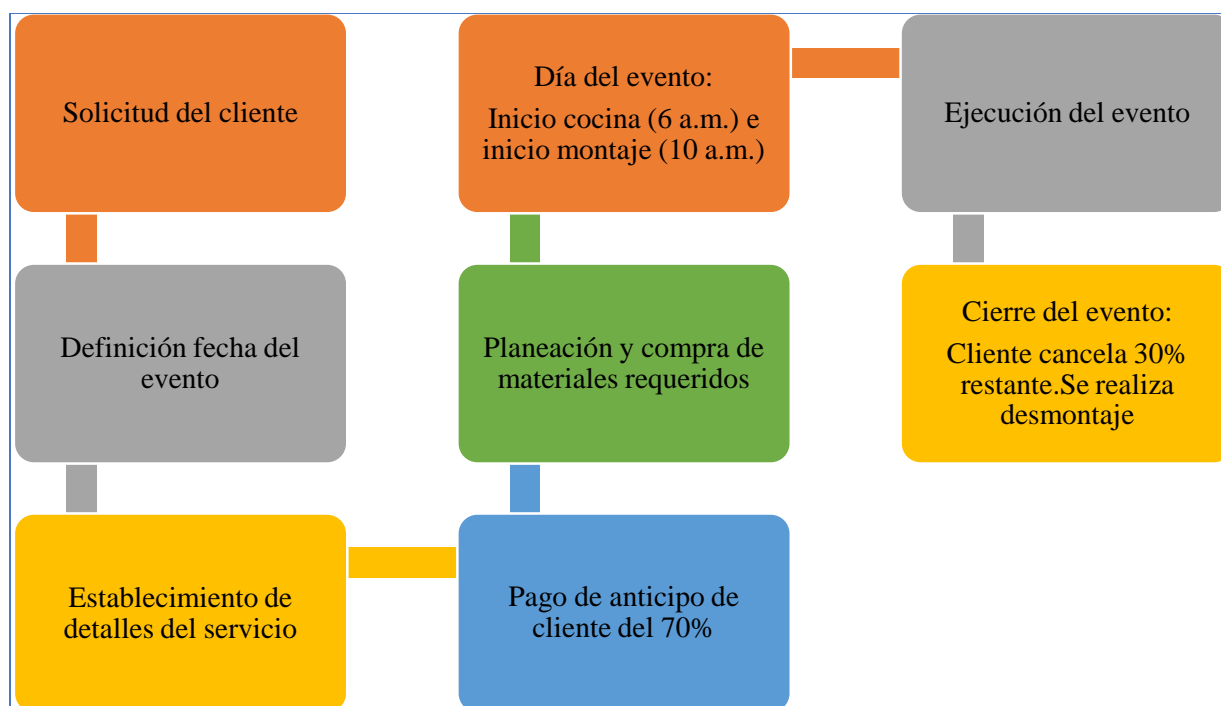 Solicitud del cliente
Definición fecha del
evento
Establecimiento de
detalles del servicio
Pago de anticipo de
cliente del 70%
Planeación y compra de
materiales requeridos
Día del evento:
Inicio cocina (6 a.m.) e
inicio montaje (10 a.m.)
Ejecución del evento
Cierre del evento:
Cliente cancela 30%
restante.Se realiza
desmontaje